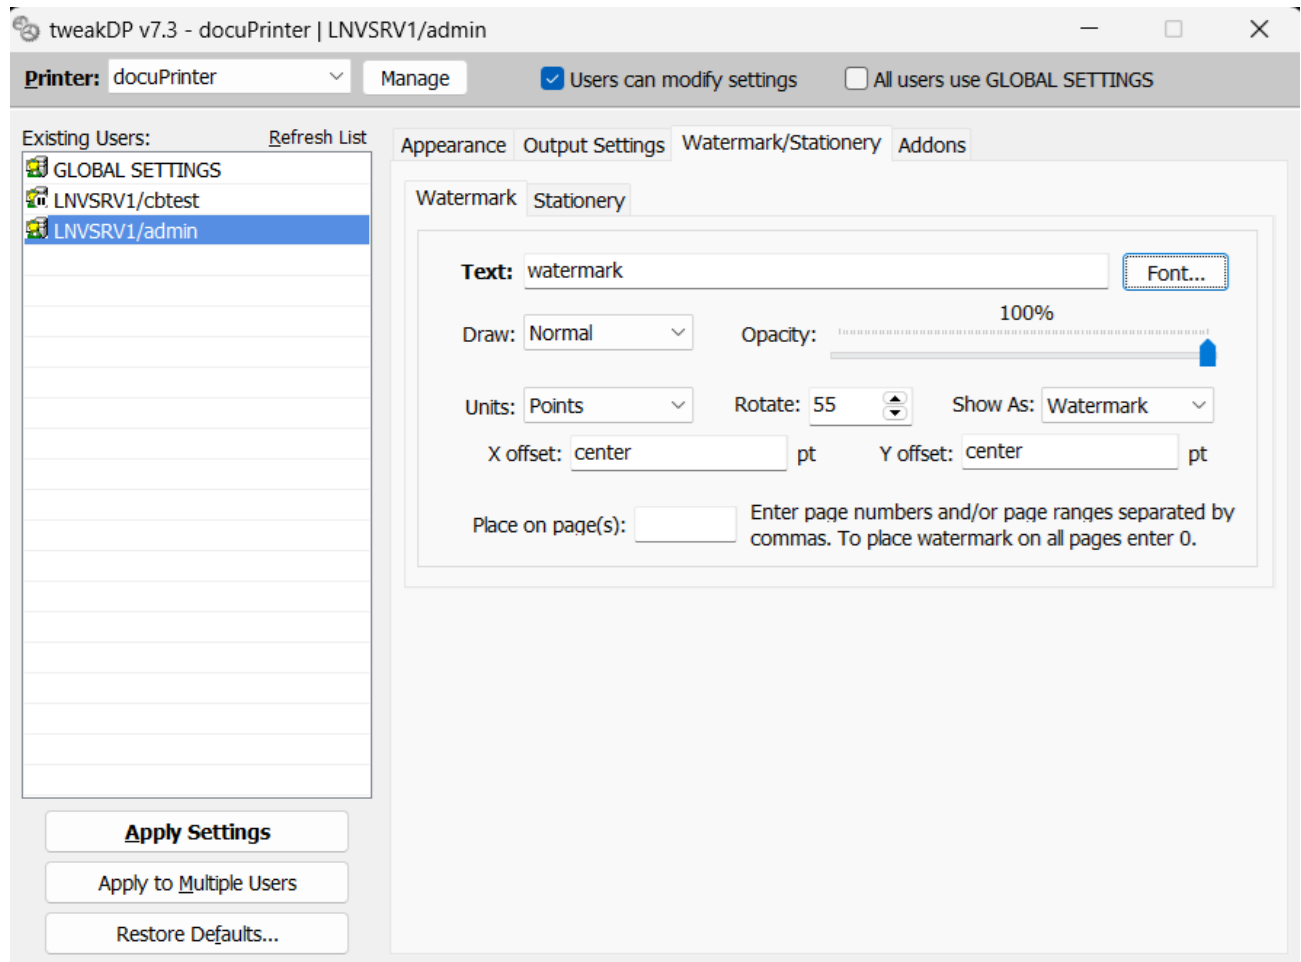 tweakDP v7.3 - docuPrinter | LNVSRV1/admin
Printer: docuPrinter Manage Users can modify settings All users use GLOBAL SETTINGS
Existing Users: Refresh List
GLOBAL SETTINGS
LNVSRV1/cbtest
LNVSRV1/admin
Apply Settings
Apply to Multiple Users
Restore Defaults...
Appearance Output Settings Watermark/Stationery Addons
Watermark Stationery
Text: watermark Font...
100%
Draw: Normal Opacity:
Units: Points Rotate: 55 Show As: Watermark
X offset: center pt Y offset: center pt
Place on page(s): Enter page numbers and/or page ranges separated by
commas. To place watermark on all pages enter 0.